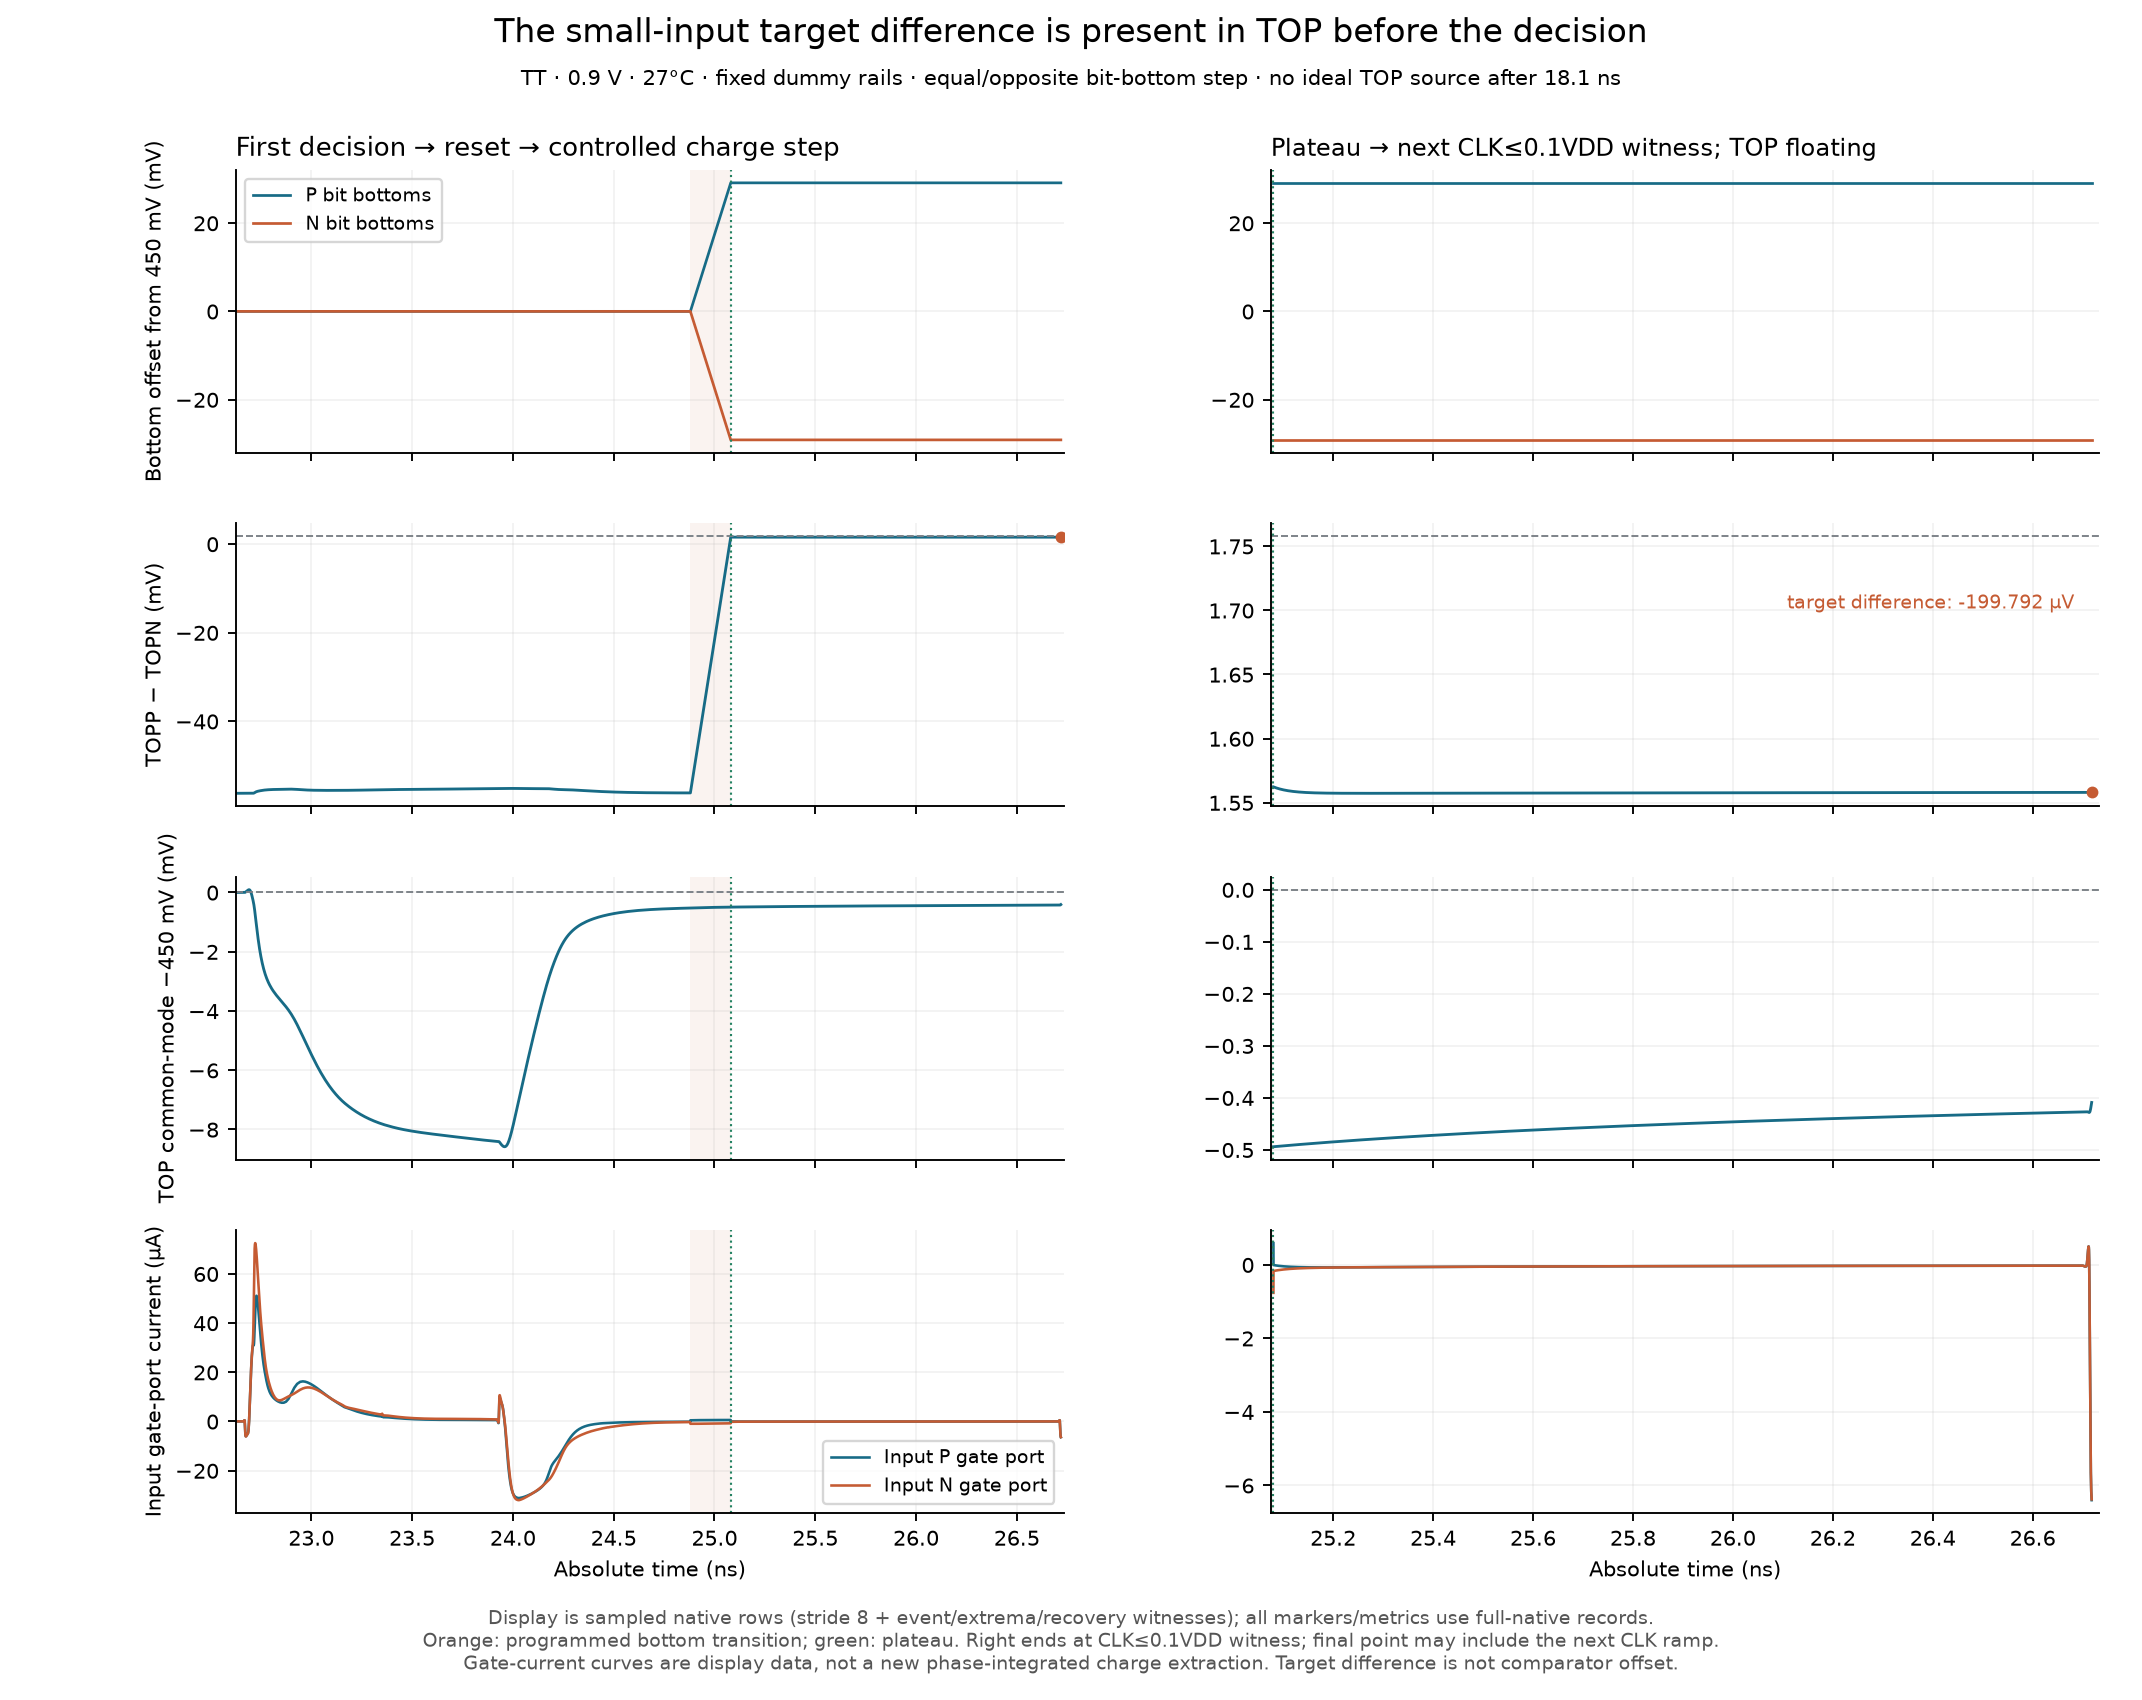 The small-input target difference is present in TOP before the decision
TT · 0.9 V · 27°C · fixed dummy rails · equal/opposite bit-bottom step · no ideal TOP source after 18.1 ns
First decision → reset → controlled charge step
Bottom offset from 450 mV (mV)
20
0
−20
P bit bottoms
N bit bottoms
Plateau → next CLK≤0.1VDD witness; TOP floating
20
0
−20
TOPP − TOPN (mV)
0
−20
−40
1.75
1.70
1.65
1.60
1.55
target difference: -199.792 µV
TOP common-mode −450 mV (mV)
0
−2
−4
−6
−8
0.0
−0.1
−0.2
−0.3
−0.4
−0.5
Input gate-port current (µA)
60
40
20
0
−20
Input P gate port
Input N gate port
23.0 23.5 24.0 24.5 25.0 25.5 26.0 26.5
Absolute time (ns)
0
−2
−4
−6
25.2 25.4 25.6 25.8 26.0 26.2 26.4 26.6
Absolute time (ns)
Display is sampled native rows (stride 8 + event/extrema/recovery witnesses); all markers/metrics use full-native records.
Orange: programmed bottom transition; green: plateau. Right ends at CLK≤0.1VDD witness; final point may include the next CLK ramp.
Gate-current curves are display data, not a new phase-integrated charge extraction. Target difference is not comparator offset.